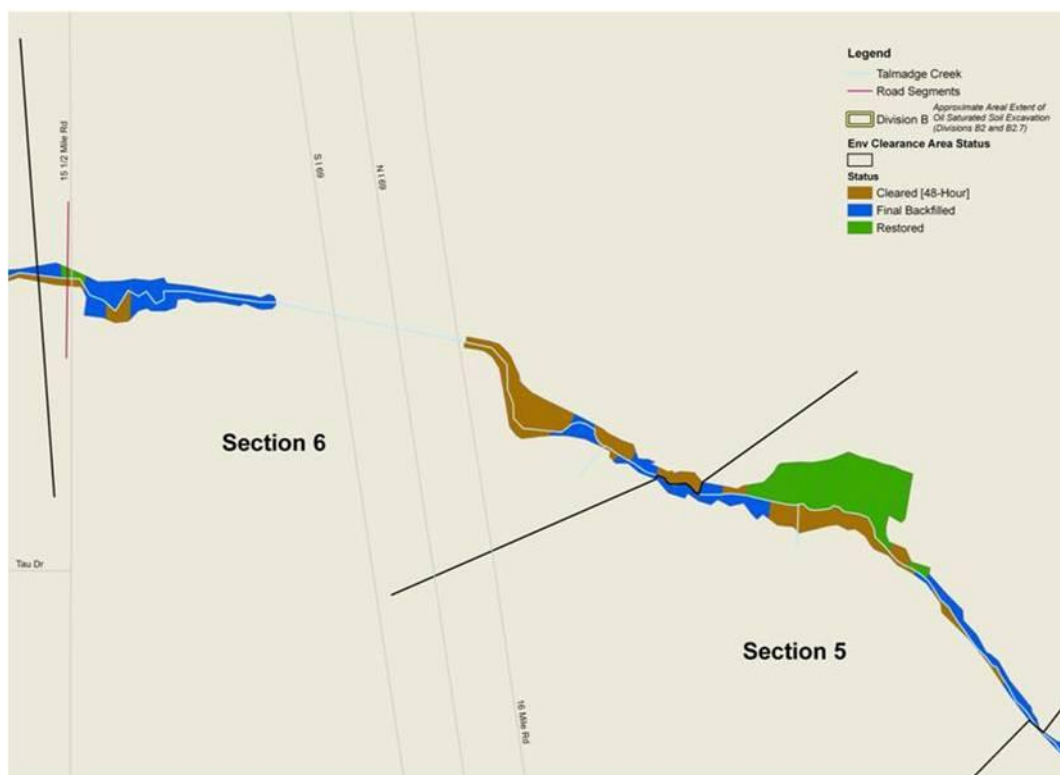 Legend
Talmadge Creek
Road Segments
Division B
Approximate Areal Extent of
Oil Saturated Soil Excavation
(Divisions B2 and B2.7)
Env Clearance Area Status
Status
Cleared [48-Hour]
Final Backfilled
Restored
15 1/2 Mile Rd
S I 69
N I 69
Section 6
Tau Dr
Section 5
16 Mile Rd